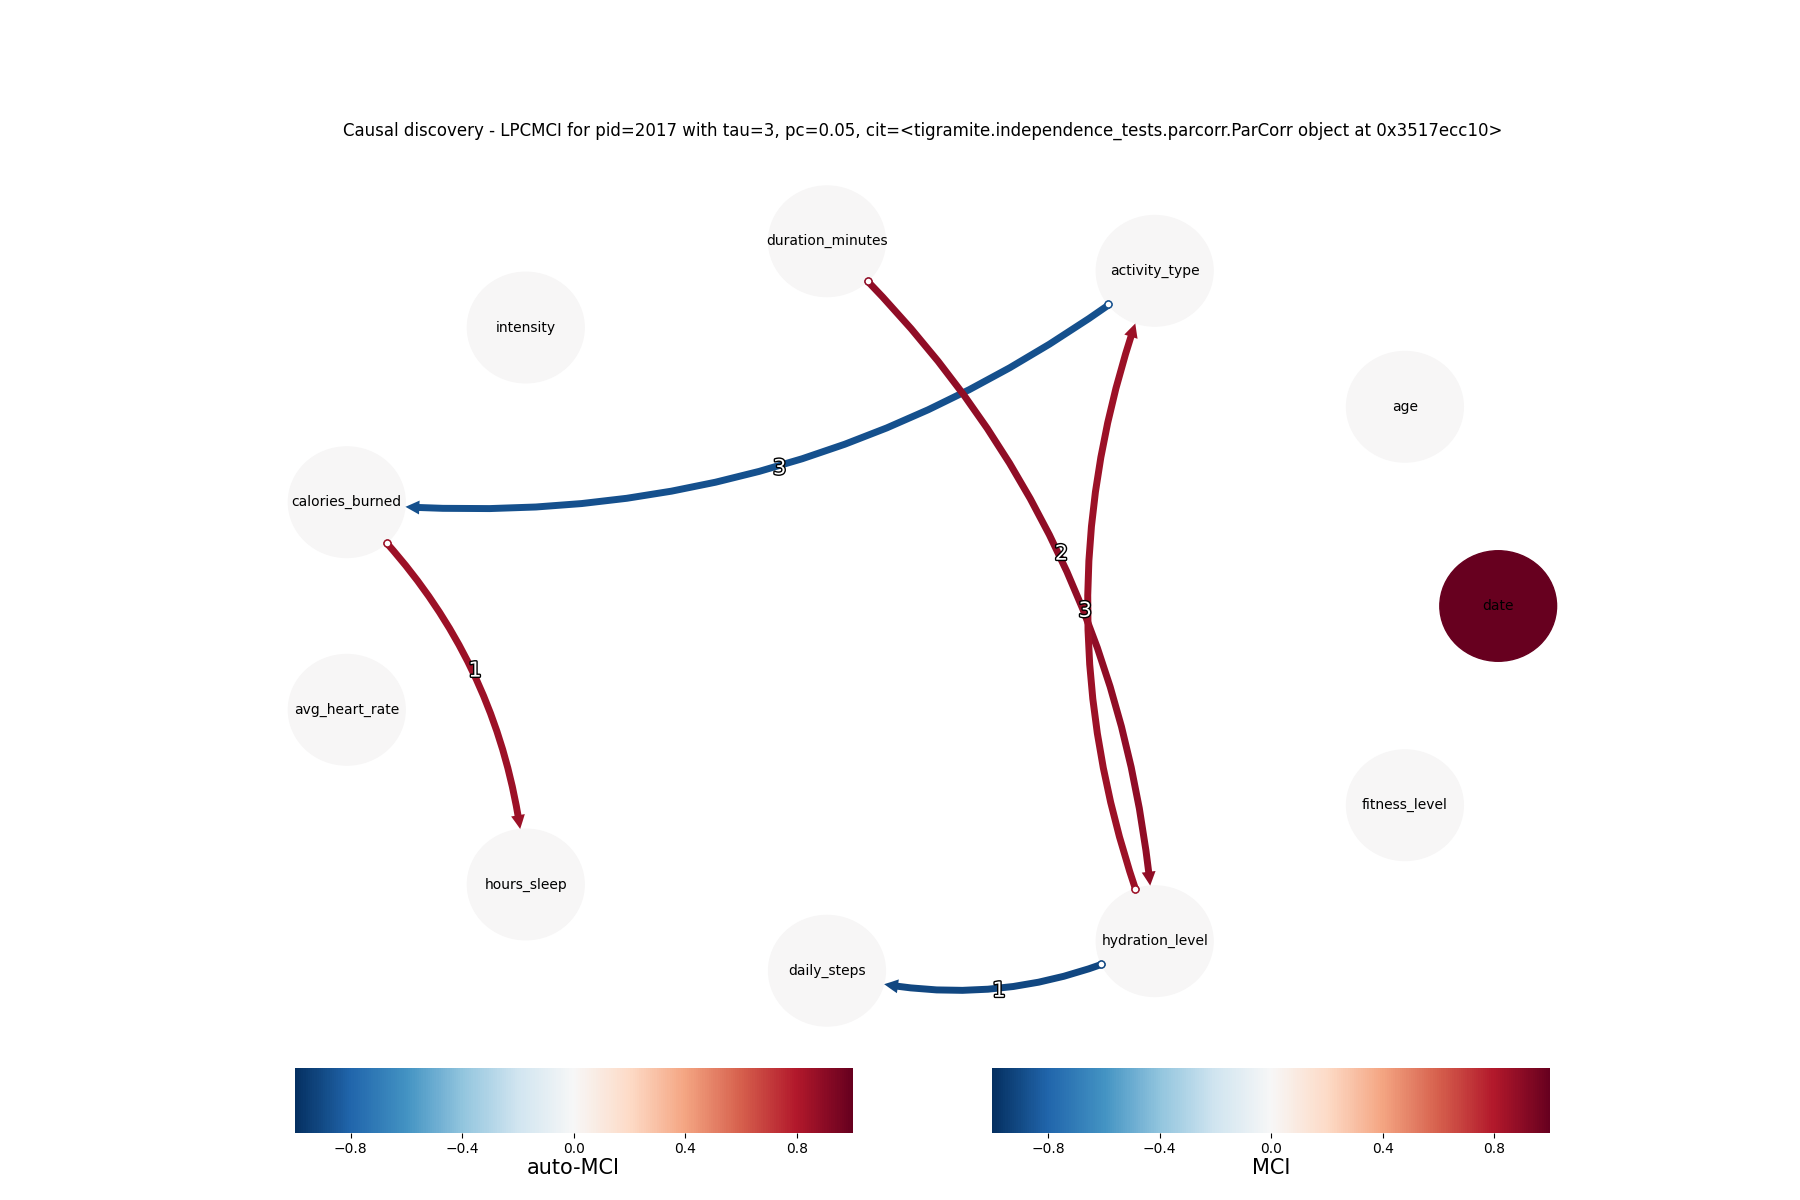 Causal discovery - LPCMCI for pid=2017 with tau=3, pc=0.05, cit=<tigramite.independence_tests.parcorr.ParCorr object at 0x3517ecc10>
duration_minutes
activity_type
intensity
age
3
calories_burned
2
date
3
1
avg_heart_rate
fitness_level
hours_sleep
hydration_level
daily_steps
1
−0.8 −0.4 0.0 0.4 0.8
auto-MCI
−0.8 −0.4 0.0 0.4 0.8
MCI